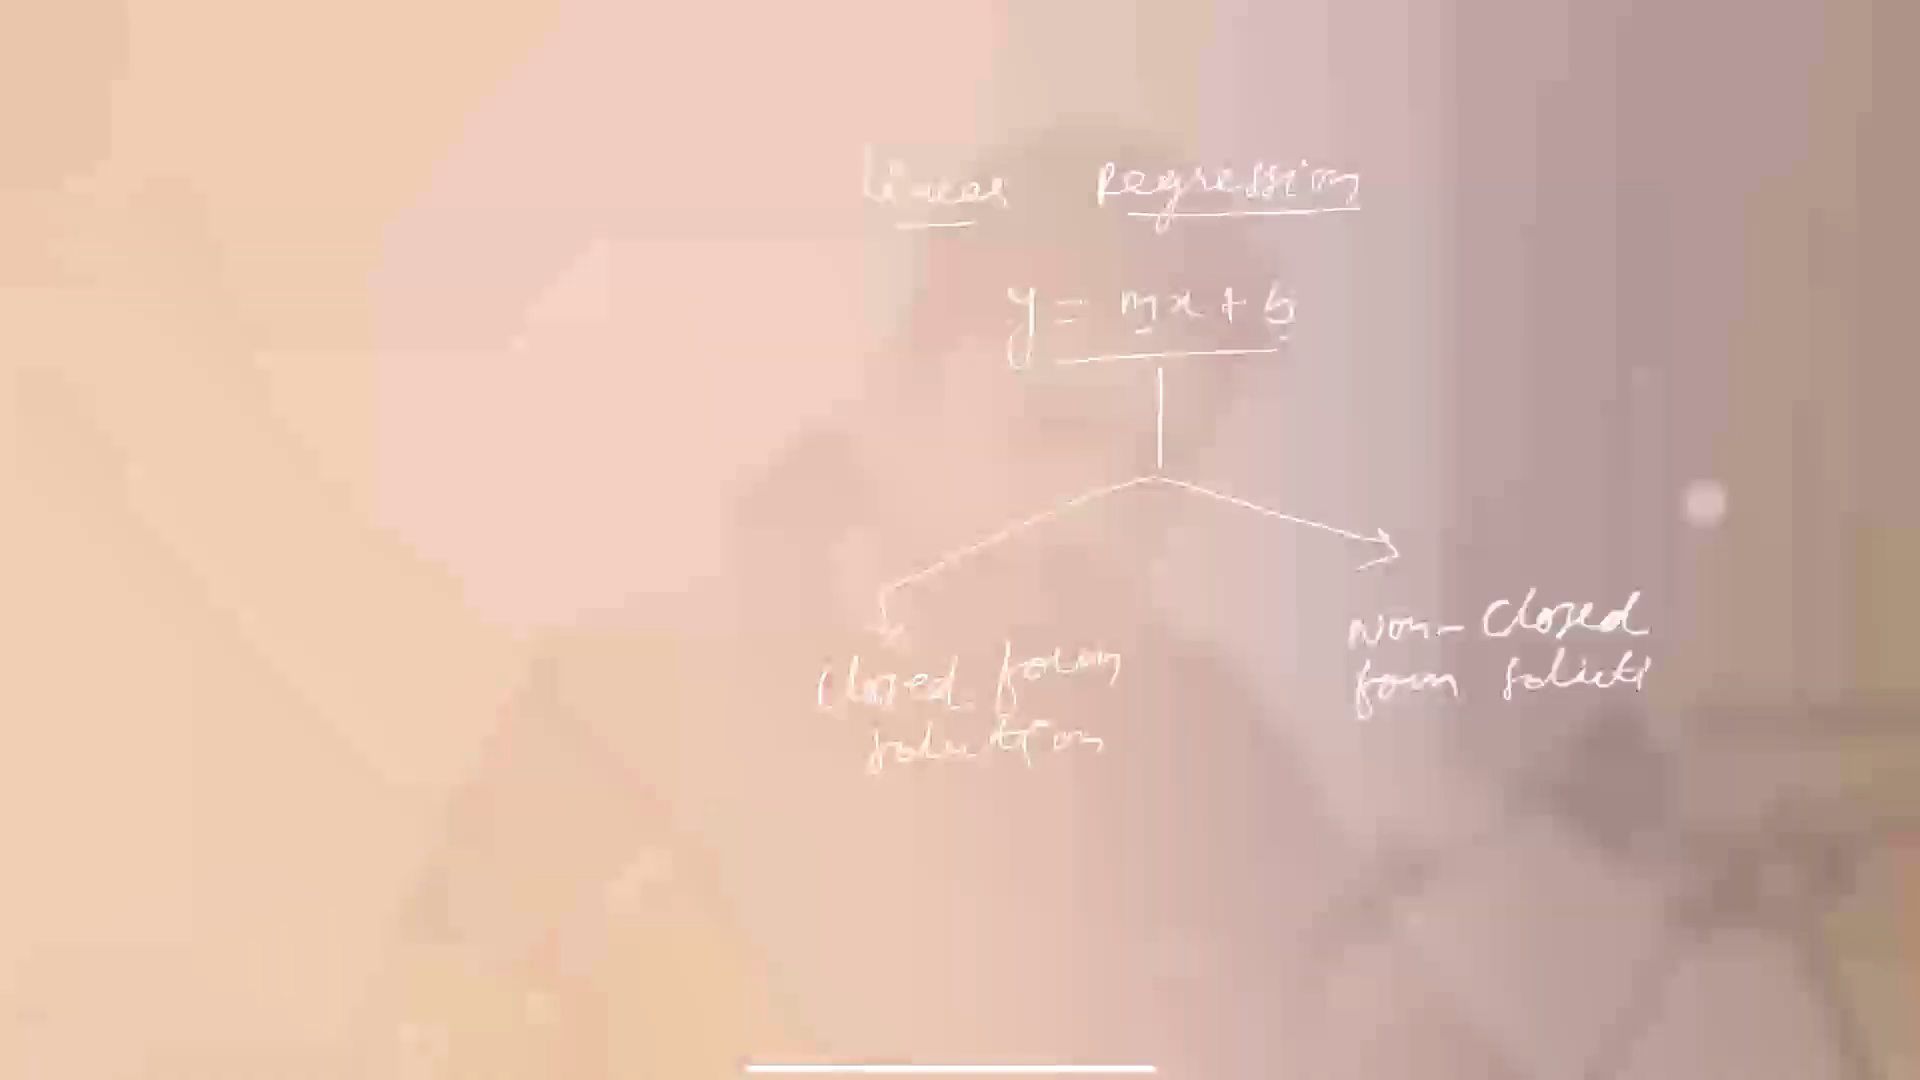 Linear Regression
y = mx + b
Closed form
solution
Non-Closed
form soluti